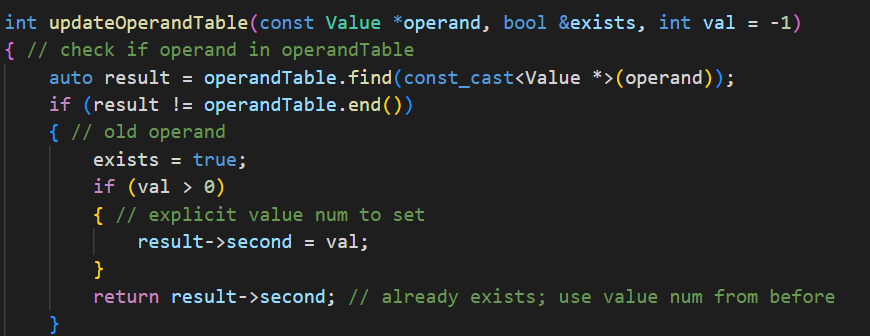 int updateOperandTable(const Value *operand, bool &exists, int val = -1)
{ // check if operand in operandTable
    auto result = operandTable.find(const_cast<Value *>(operand));
    if (result != operandTable.end())
    { // old operand
        exists = true;
        if (val > 0)
        { // explicit value num to set
            result->second = val;
        }
        return result->second; // already exists; use value num from before
    }